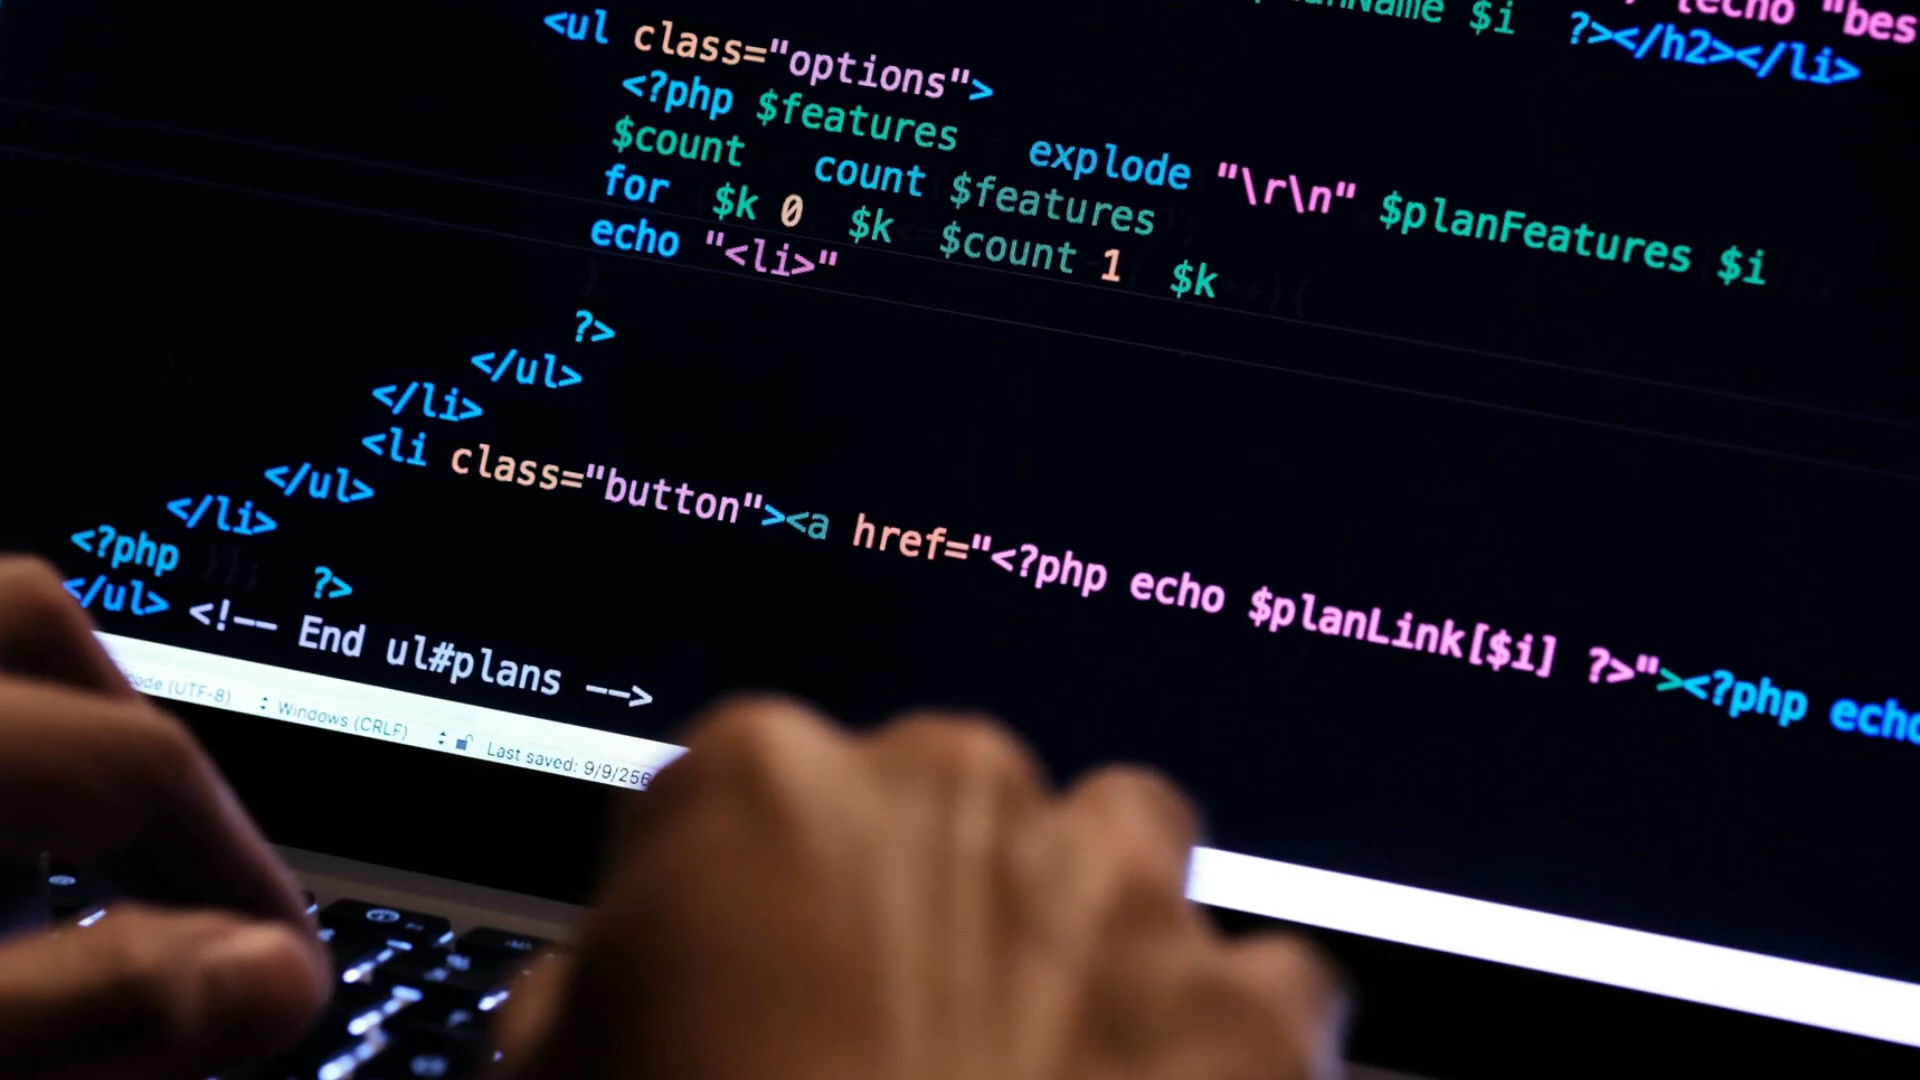 $i ?></h2></li>
<ul class="options">
<?php $features explode "\r\n" $planFeatures $i
$count count $features
for $k 0 $k $count 1 $k
echo "<li>"
?>
</ul>
</li>
<li class="button"><a href="<?php echo $planLink[$i] ?>"><?php echo
</ul>
</li>
<?php ?>
</ul> <!-- End ul#plans -->
(UTF-8) Windows (CRLF) Last saved: 9/9/256